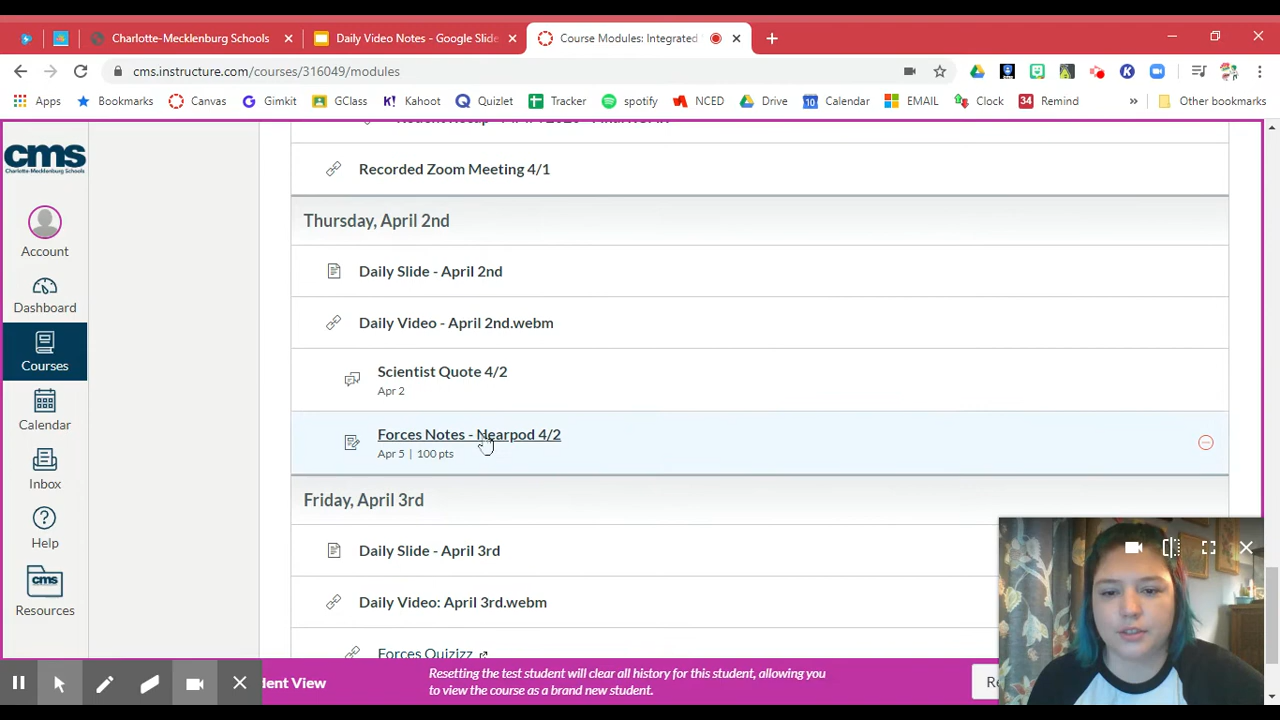 Charlotte-Mecklenburg Schools
Daily Video Notes - Google Slide
Course Modules: Integrated
cms.instructure.com/courses/316049/modules
Apps
Bookmarks
Canvas
Gimkit
GClass
Kahoot
Quizlet
Tracker
spotify
NCED
Drive
Calendar
EMAIL
Clock
Remind
Other bookmarks
cms
Charlotte-Mecklenburg Schools
Account
Dashboard
Courses
Calendar
Inbox
Help
Resources
Recorded Zoom Meeting 4/1
Thursday, April 2nd
Daily Slide - April 2nd
Daily Video - April 2nd.webm
Scientist Quote 4/2
Apr 2
Forces Notes - Nearpod 4/2
Apr 5 | 100 pts
Friday, April 3rd
Daily Slide - April 3rd
Daily Video: April 3rd.webm
Forces Quizizz
dent View
Resetting the test student will clear all history for this student, allowing you
to view the course as a brand new student.
Re